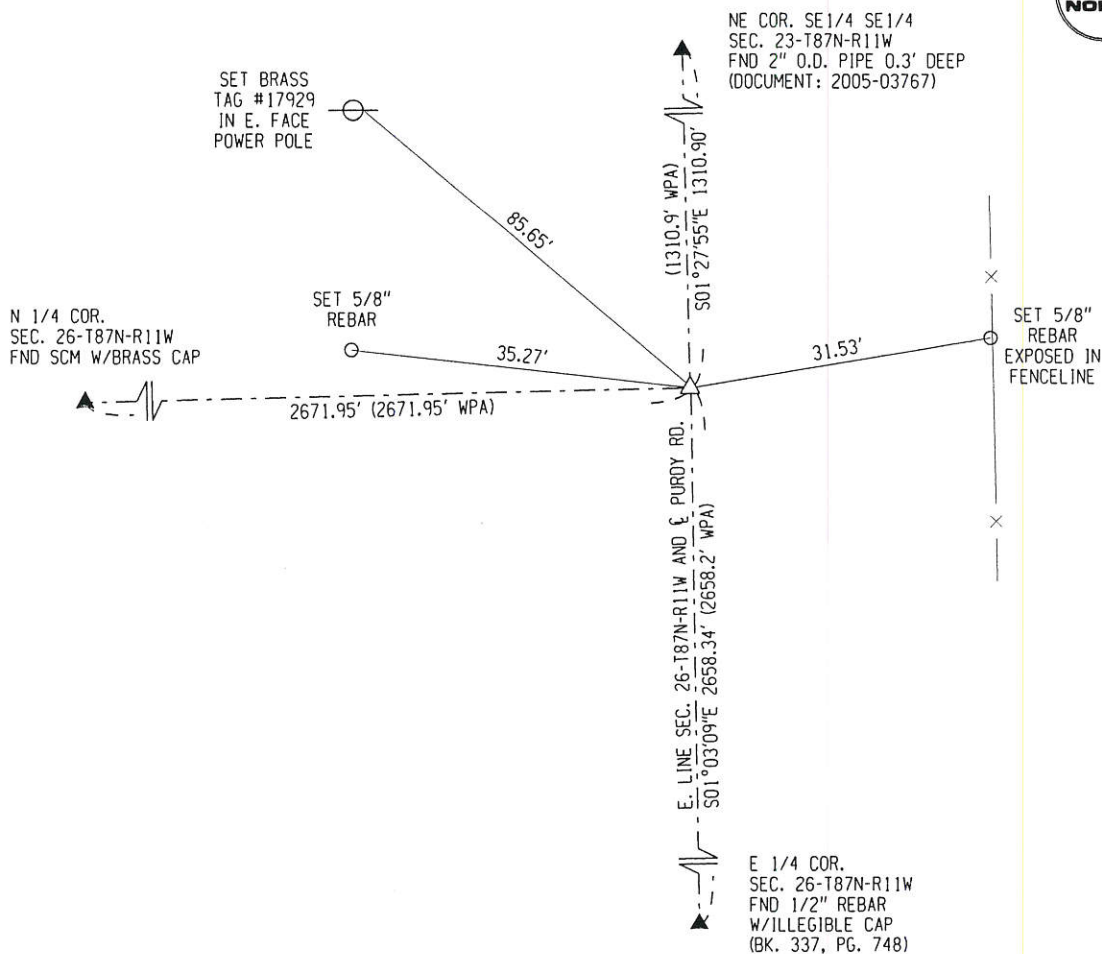 NE COR. SE1/4 SE1/4
SEC. 23-T87N-R11W
FND 2" O.D. PIPE 0.3' DEEP
(DOCUMENT: 2005-03767)
SET BRASS
TAG #17929
IN E. FACE
POWER POLE
85.65'
(1310.9' WPA)
S01°27'55"E 1310.90'
N 1/4 COR.
SEC. 26-T87N-R11W
FND SCM W/BRASS CAP
SET 5/8"
REBAR
35.27'
31.53'
SET 5/8"
REBAR
EXPOSED IN
FENCELINE
2671.95' (2671.95' WPA)
E. LINE SEC. 26-T87N-R11W AND ℄ PURDY RD.
S01°03'09"E 2658.34' (2658.2' WPA)
E 1/4 COR.
SEC. 26-T87N-R11W
FND 1/2" REBAR
W/ILLEGIBLE CAP
(BK. 337, PG. 748)